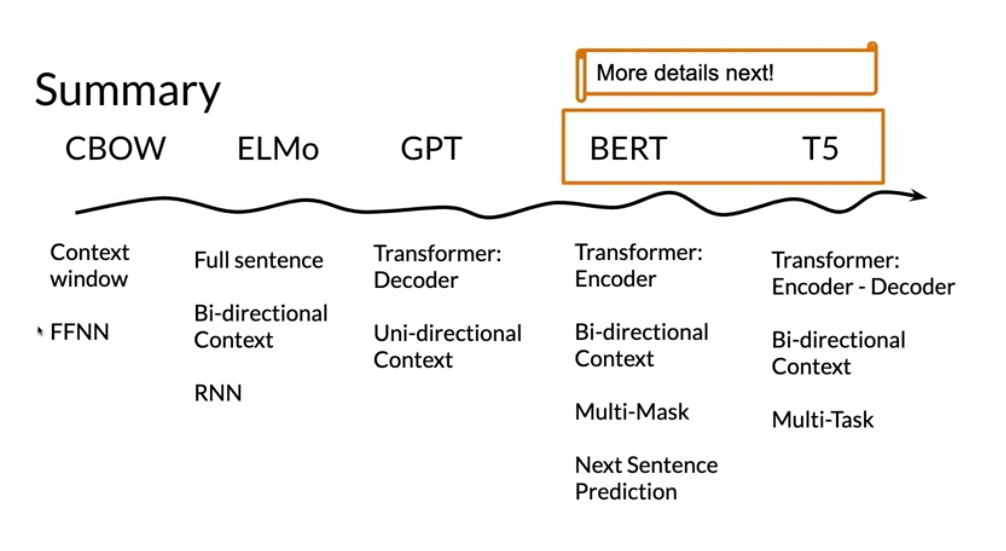 More details next!
Summary
CBOW
ELMo
GPT
BERT
T5
Context
window
FFNN
Full sentence
Bi-directional
Context
RNN
Transformer:
Decoder
Uni-directional
Context
Transformer:
Encoder
Bi-directional
Context
Multi-Mask
Next Sentence
Prediction
Transformer:
Encoder - Decoder
Bi-directional
Context
Multi-Task